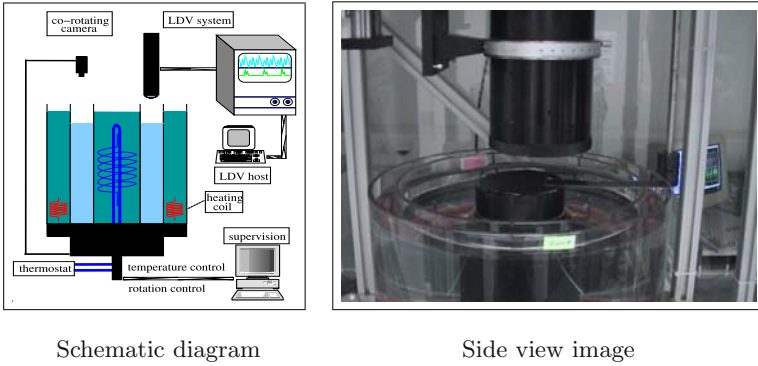 co-rotating
camera
LDV system
LDV host
heating
coil
supervision
thermostat
temperature control
rotation control
Schematic diagram
Side view image